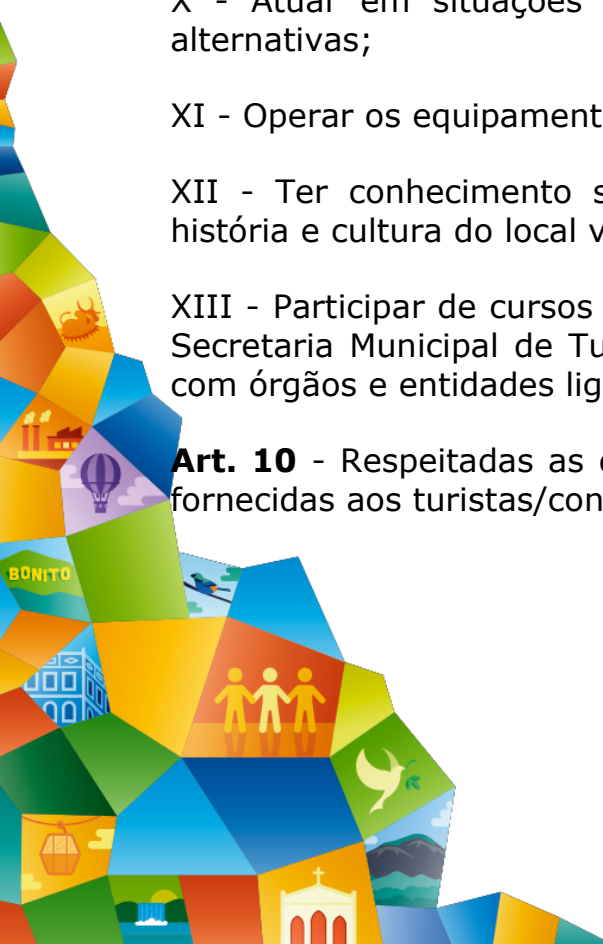 X - Atuar em situações
alternativas;
XI - Operar os equipament
XII - Ter conhecimento s
história e cultura do local v
XIII - Participar de cursos
Secretaria Municipal de Tu
com órgãos e entidades lig
Art. 10 - Respeitadas as
fornecidas aos turistas/con
BONITO